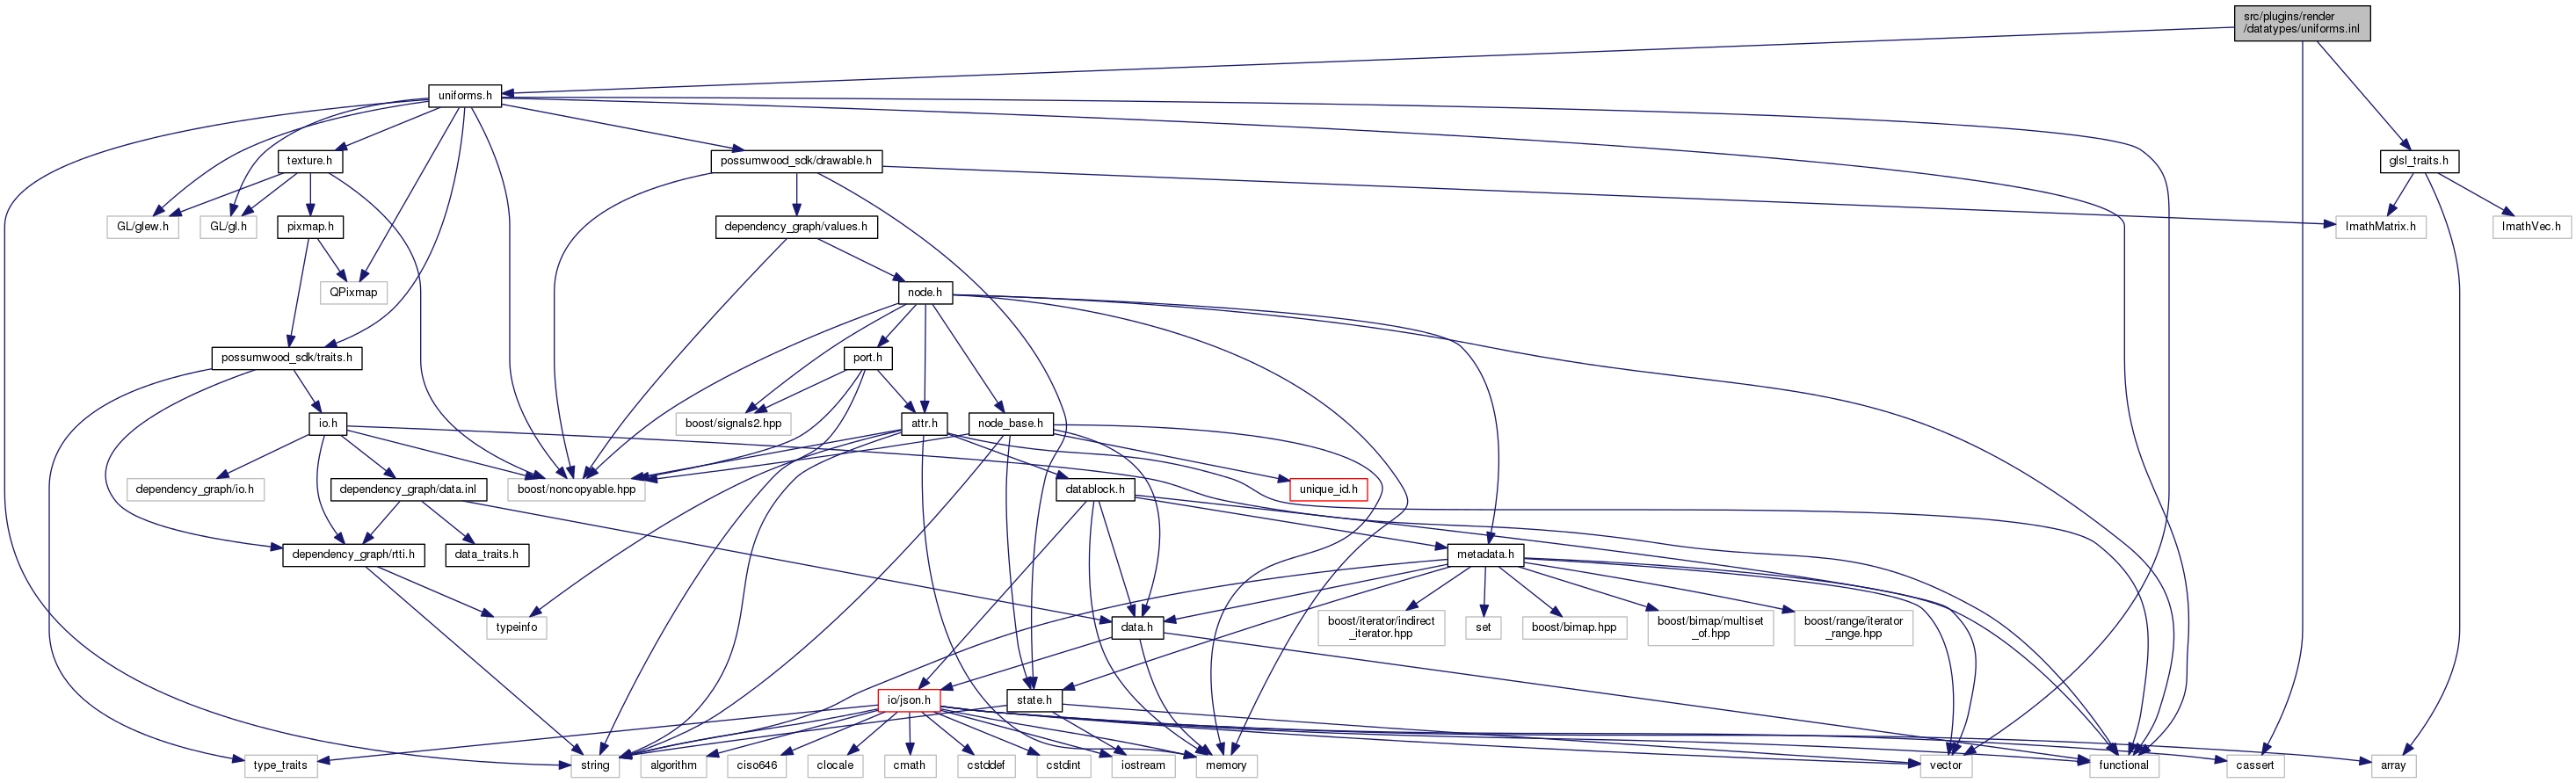 src/plugins/render
/datatypes/uniforms.inl
uniforms.h
texture.h
possumwood_sdk/drawable.h
glsl_traits.h
GL/glew.h
GL/gl.h
pixmap.h
dependency_graph/values.h
ImathMatrix.h
ImathVec.h
QPixmap
node.h
possumwood_sdk/traits.h
port.h
io.h
boost/signals2.hpp
attr.h
node_base.h
dependency_graph/io.h
dependency_graph/data.inl
boost/noncopyable.hpp
datablock.h
unique_id.h
dependency_graph/rtti.h
data_traits.h
metadata.h
typeinfo
data.h
boost/iterator/indirect
_iterator.hpp
set
boost/bimap.hpp
boost/bimap/multiset
_of.hpp
boost/range/iterator
_range.hpp
io/json.h
state.h
type_traits
string
algorithm
ciso646
clocale
cmath
cstddef
cstdint
iostream
memory
vector
functional
cassert
array